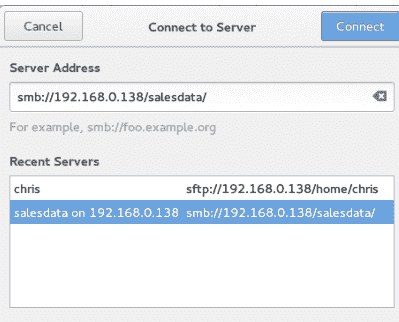 Cancel Connect to Server Connect
Server Address
smb://192.168.0.138/salesdata/
For example, smb://foo.example.org
Recent Servers
chris sftp://192.168.0.138/home/chris
salesdata on 192.168.0.138 smb://192.168.0.138/salesdata/